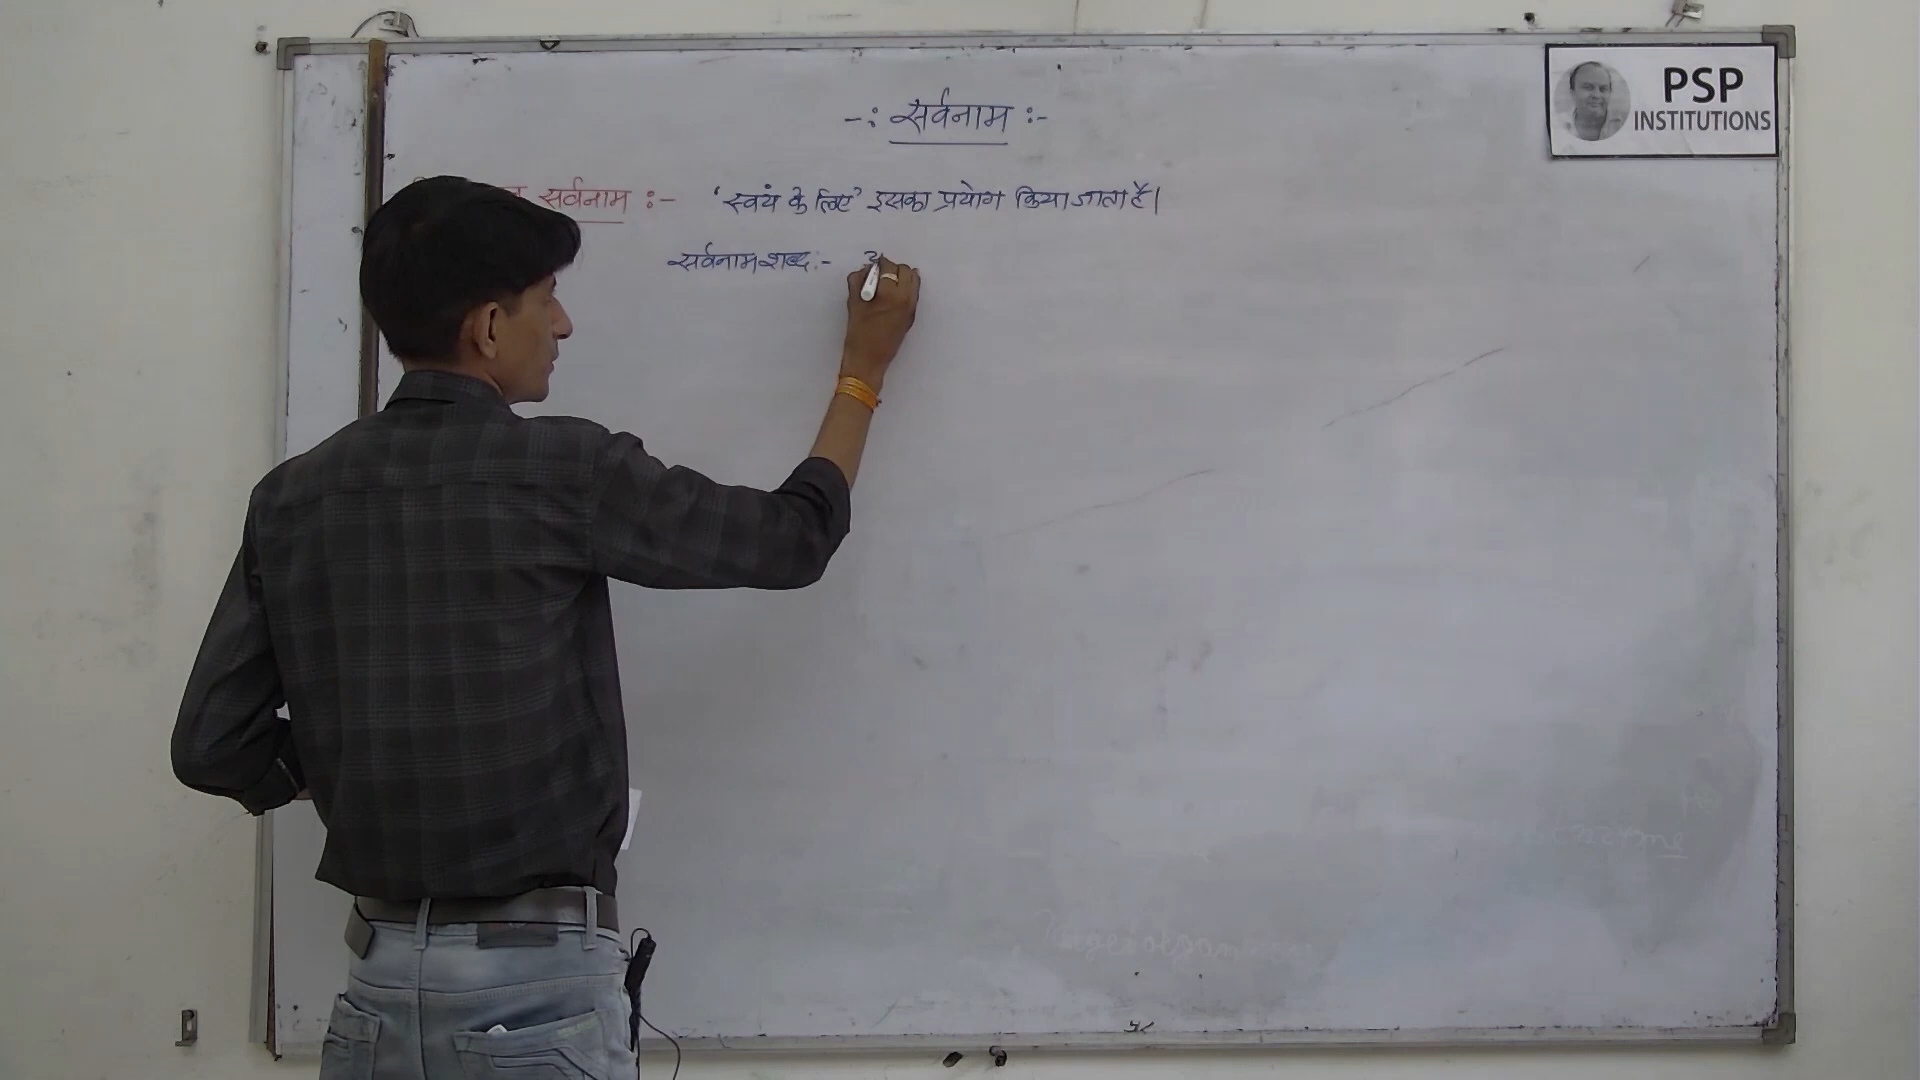 -: सर्वनाम :-
PSP
INSTITUTIONS
सर्वनाम :- 'स्वयं के लिए' इसका प्रयोग किया जाता है।
सर्वनाम शब्द :-